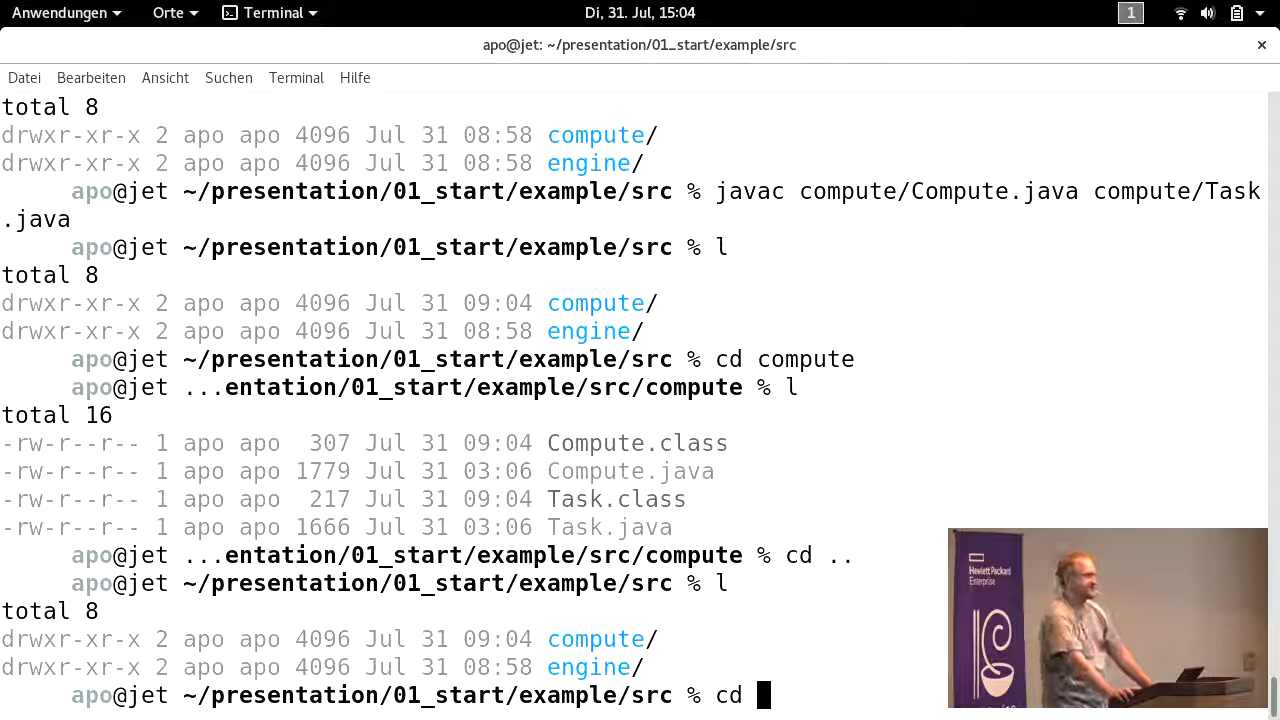 Anwendungen Orte Terminal Di, 31. Jul, 15:04 1
apo@jet: ~/presentation/01_start/example/src ×
Datei Bearbeiten Ansicht Suchen Terminal Hilfe
total 8
drwxr-xr-x 2 apo apo 4096 Jul 31 08:58 compute/
drwxr-xr-x 2 apo apo 4096 Jul 31 08:58 engine/
apo@jet ~/presentation/01_start/example/src % javac compute/Compute.java compute/Task
.java
apo@jet ~/presentation/01_start/example/src % l
total 8
drwxr-xr-x 2 apo apo 4096 Jul 31 09:04 compute/
drwxr-xr-x 2 apo apo 4096 Jul 31 08:58 engine/
apo@jet ~/presentation/01_start/example/src % cd compute
apo@jet ...entation/01_start/example/src/compute % l
total 16
-rw-r--r-- 1 apo apo  307 Jul 31 09:04 Compute.class
-rw-r--r-- 1 apo apo 1779 Jul 31 03:06 Compute.java
-rw-r--r-- 1 apo apo  217 Jul 31 09:04 Task.class
-rw-r--r-- 1 apo apo 1666 Jul 31 03:06 Task.java
apo@jet ...entation/01_start/example/src/compute % cd ..
apo@jet ~/presentation/01_start/example/src % l
total 8
drwxr-xr-x 2 apo apo 4096 Jul 31 09:04 compute/
drwxr-xr-x 2 apo apo 4096 Jul 31 08:58 engine/
apo@jet ~/presentation/01_start/example/src % cd
Hewlett Packard
Enterprise